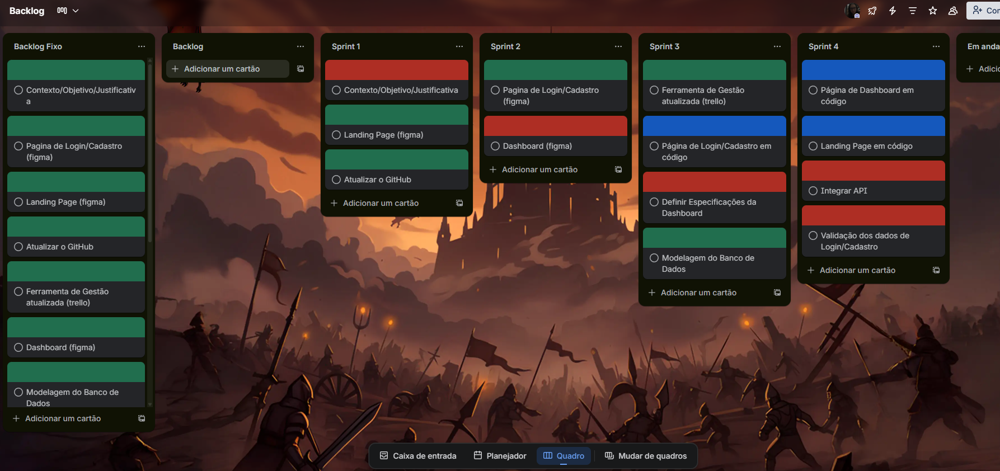 Backlog
Con
Backlog Fixo
Contexto/Objetivo/Justificativ
a
Pagina de Login/Cadastro
(figma)
Landing Page (figma)
Atualizar o GitHub
Ferramenta de Gestão
atualizada (trello)
Dashboard (figma)
Modelagem do Banco de
Dados
+ Adicionar um cartão
Backlog
+ Adicionar um cartão
Sprint 1
Contexto/Objetivo/Justificativa
Landing Page (figma)
Atualizar o GitHub
+ Adicionar um cartão
Sprint 2
Pagina de Login/Cadastro
(figma)
Dashboard (figma)
+ Adicionar um cartão
Sprint 3
Ferramenta de Gestão
atualizada (trello)
Página de Login/Cadastro em
código
Definir Especificações da
Dashboard
Modelagem do Banco de
Dados
+ Adicionar um cartão
Sprint 4
Página de Dashboard em
código
Landing Page em código
Integrar API
Validação dos dados de
Login/Cadastro
+ Adicionar um cartão
Em anda
+ Adicio
Caixa de entrada
Planejador
Quadro
Mudar de quadros